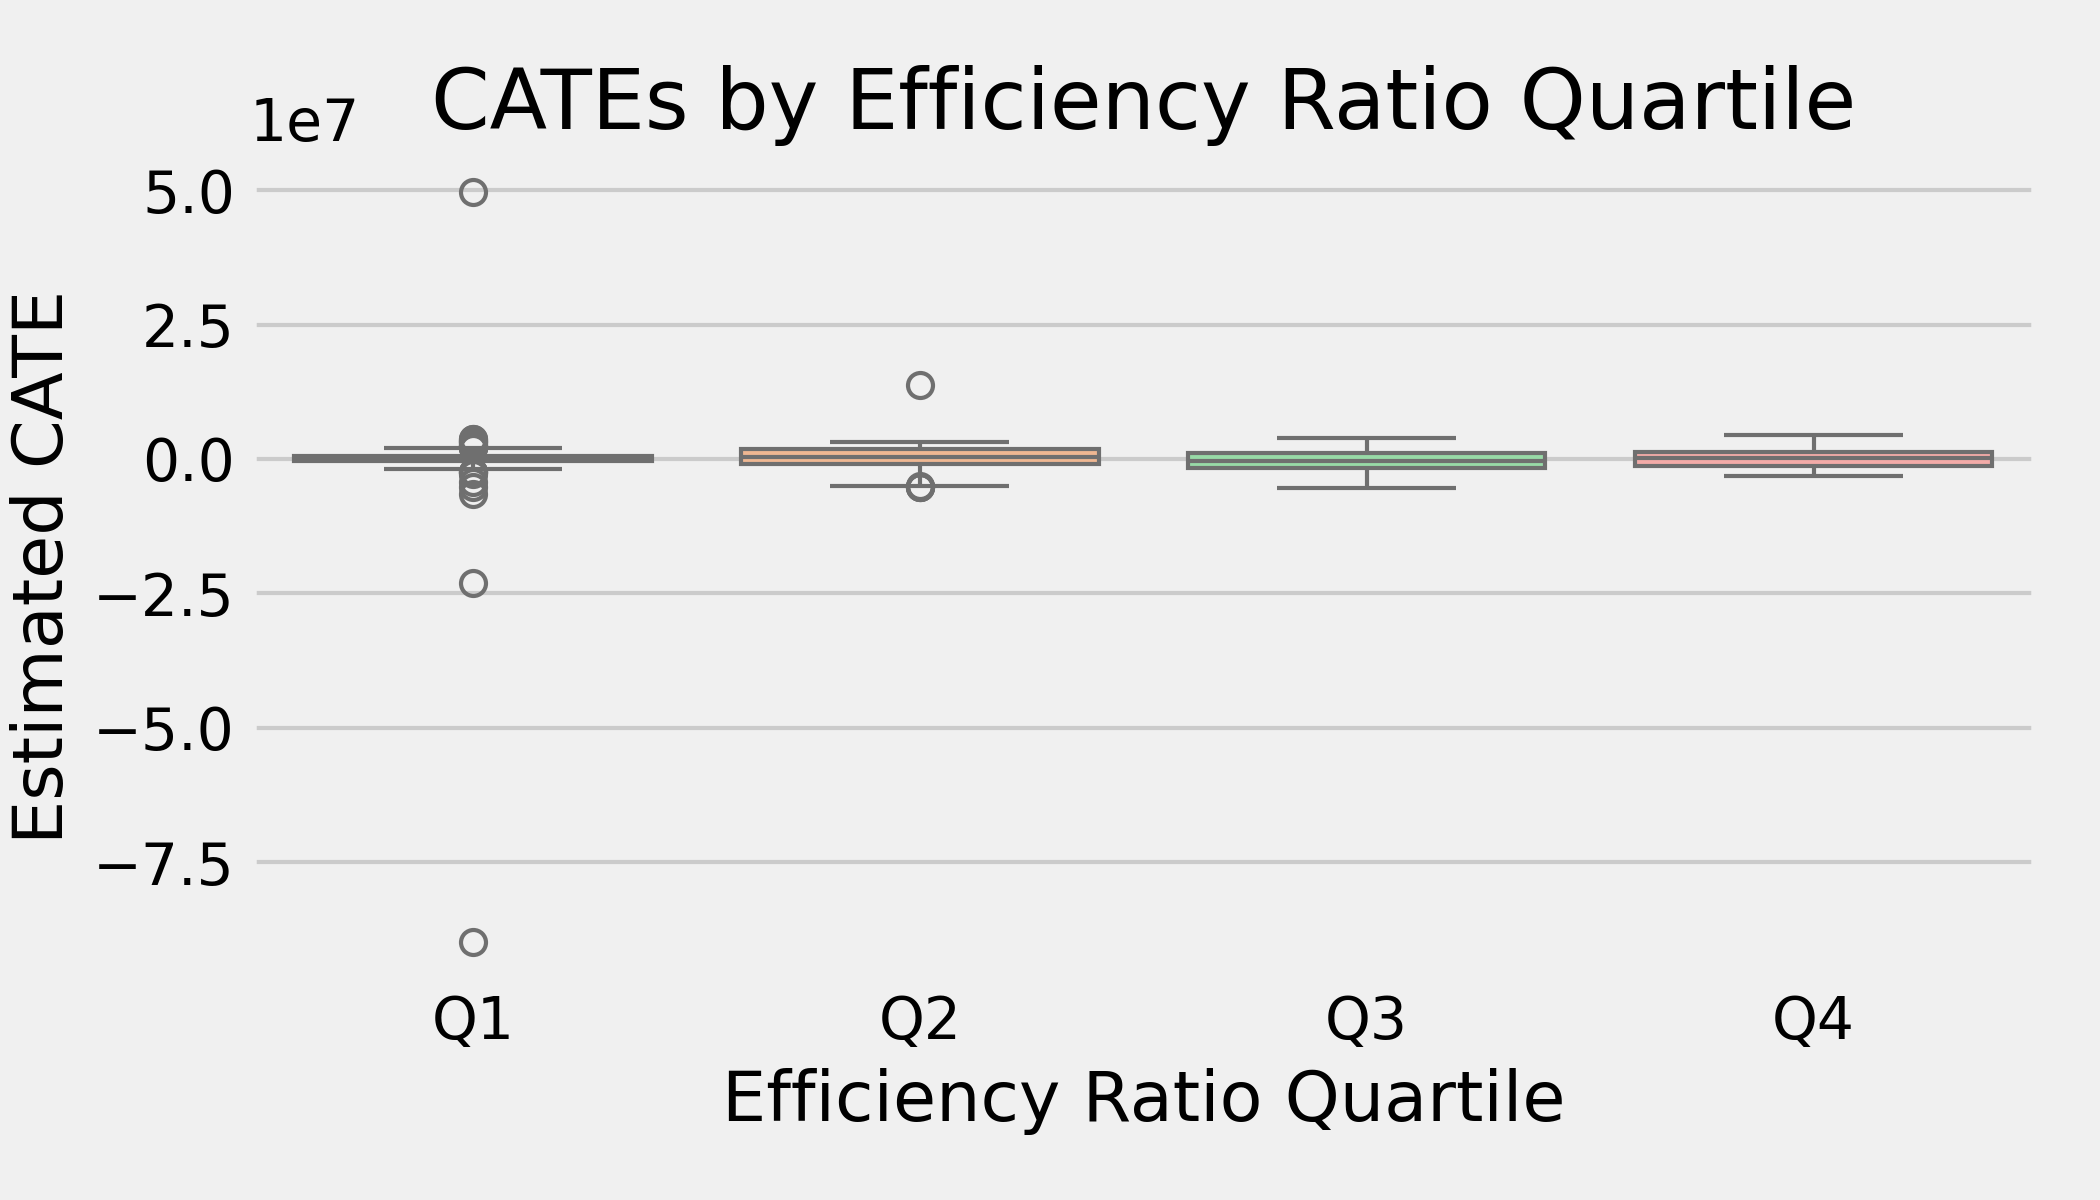 CATEs by Efficiency Ratio Quartile
1e7
5.0
2.5
0.0
−2.5
−5.0
−7.5
Estimated CATE
Q1 Q2 Q3 Q4
Efficiency Ratio Quartile